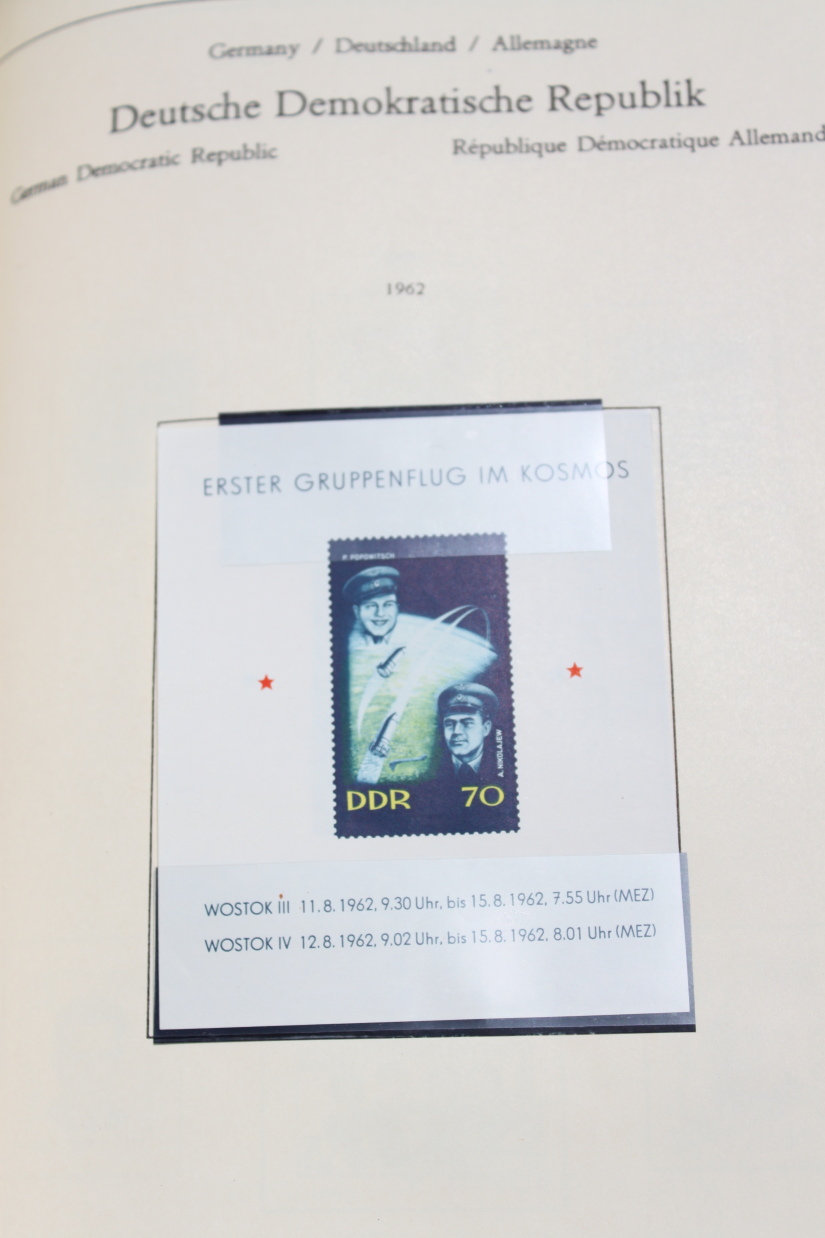 Germany / Deutschland / Allemagne
Deutsche Demokratische Republik
German Democratic Republic
République Démocratique Allemand
1962
ERSTER GRUPPENFLUG IM KOSMOS
P. POPOWITSCH
A. NIKOLAJEW
DDR 70
WOSTOK III 11.8.1962, 9.30 Uhr, bis 15.8.1962, 7.55 Uhr (MEZ)
WOSTOK IV 12.8.1962, 9.02 Uhr, bis 15.8.1962, 8.01 Uhr (MEZ)